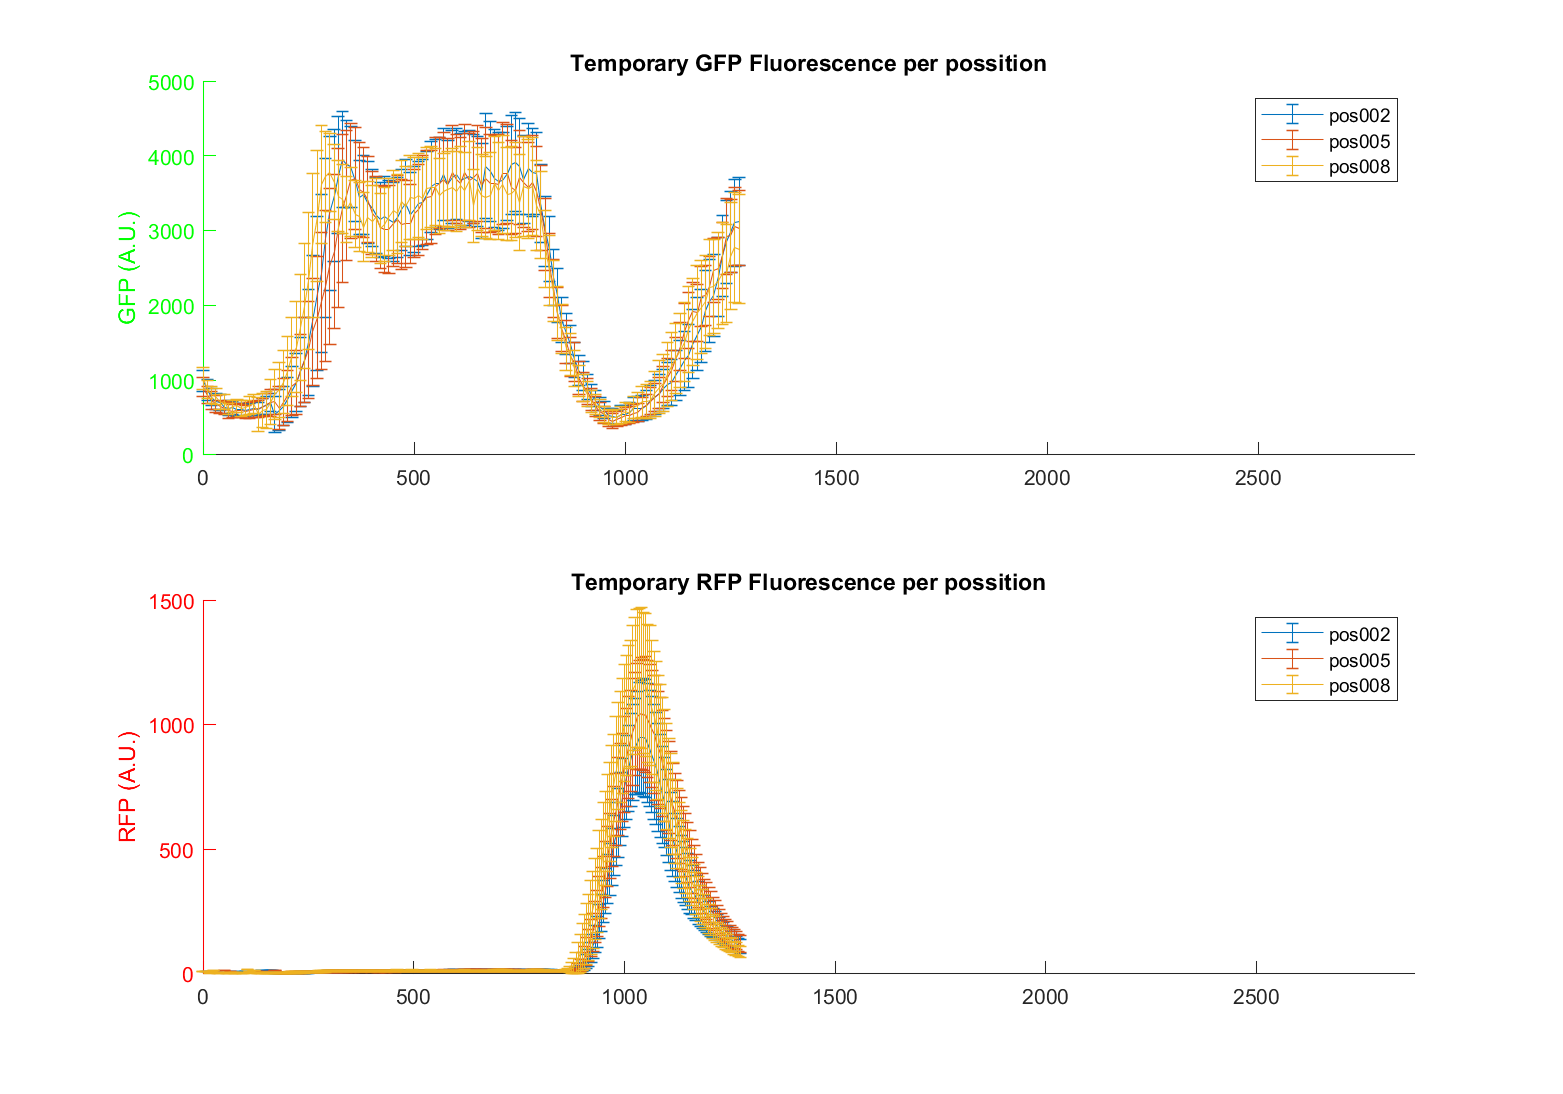 Temporary GFP Fluorescence per possition
5000
4000
3000
2000
1000
0
GFP (A.U.)
0 500 1000 1500 2000 2500
pos002
pos005
pos008
Temporary RFP Fluorescence per possition
1500
1000
500
0
RFP (A.U.)
0 500 1000 1500 2000 2500
pos002
pos005
pos008